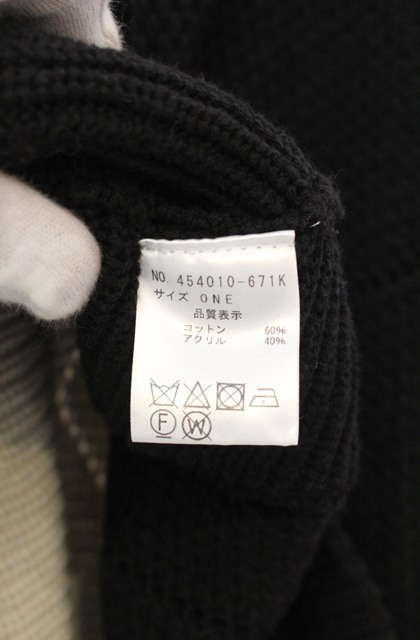 NO. 454010-671K
サイズ ONE
品質表示
コットン 60%
アクリル 40%
F W